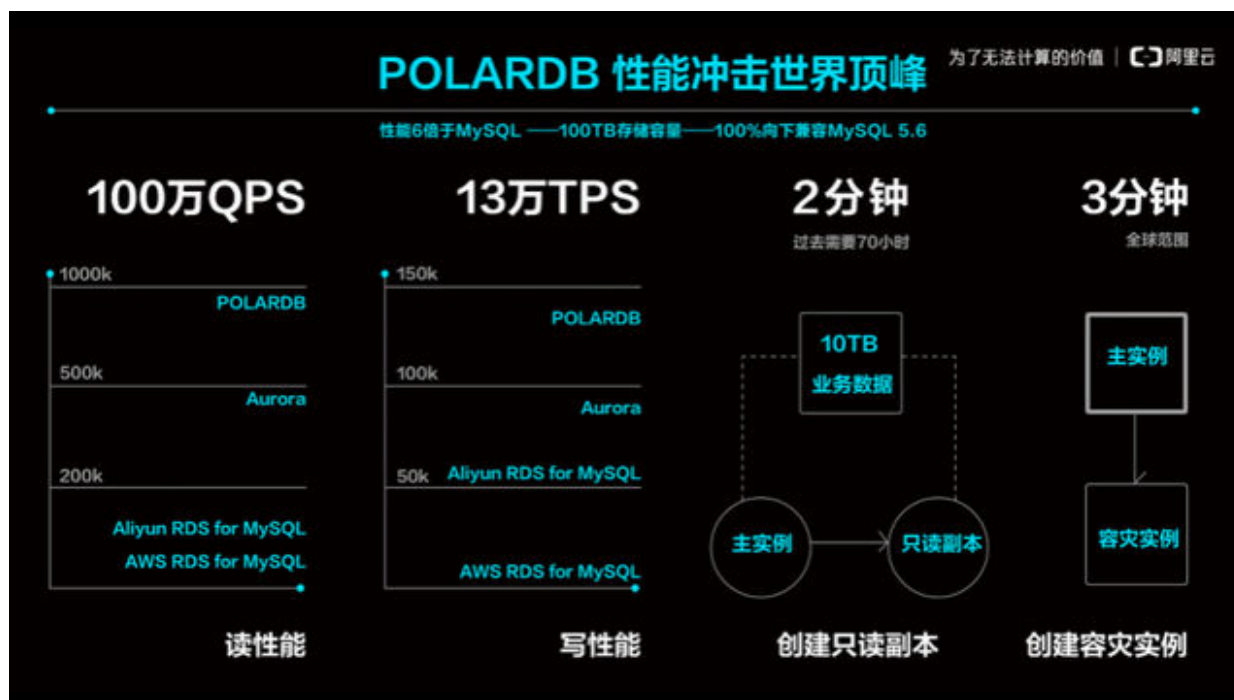 POLARDB 性能冲击世界顶峰
为了无法计算的价值 | 阿里云
性能6倍于MySQL ——100TB存储容量——100%向下兼容MySQL 5.6
100万QPS
1000k
POLARDB
500k
Aurora
200k
Aliyun RDS for MySQL
AWS RDS for MySQL
读性能
13万TPS
150k
POLARDB
100k
Aurora
50k Aliyun RDS for MySQL
AWS RDS for MySQL
写性能
2分钟
过去需要70小时
10TB
业务数据
主实例
只读副本
创建只读副本
3分钟
全球范围
主实例
容灾实例
创建容灾实例